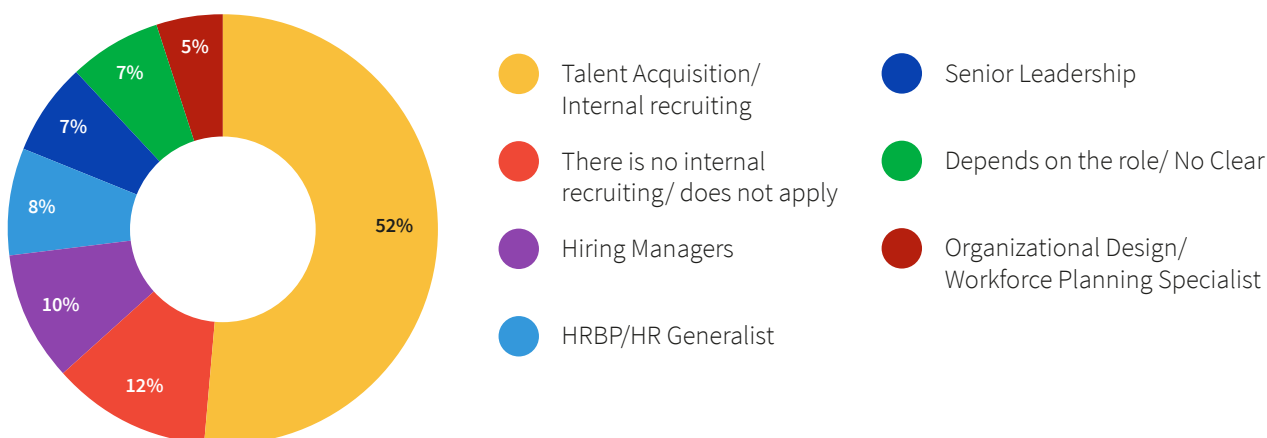 5%
7%
7%
8%
10%
12%
52%
Talent Acquisition/
Internal recruiting
There is no internal
recruiting/ does not apply
Hiring Managers
HRBP/HR Generalist
Senior Leadership
Depends on the role/ No Clear
Organizational Design/
Workforce Planning Specialist